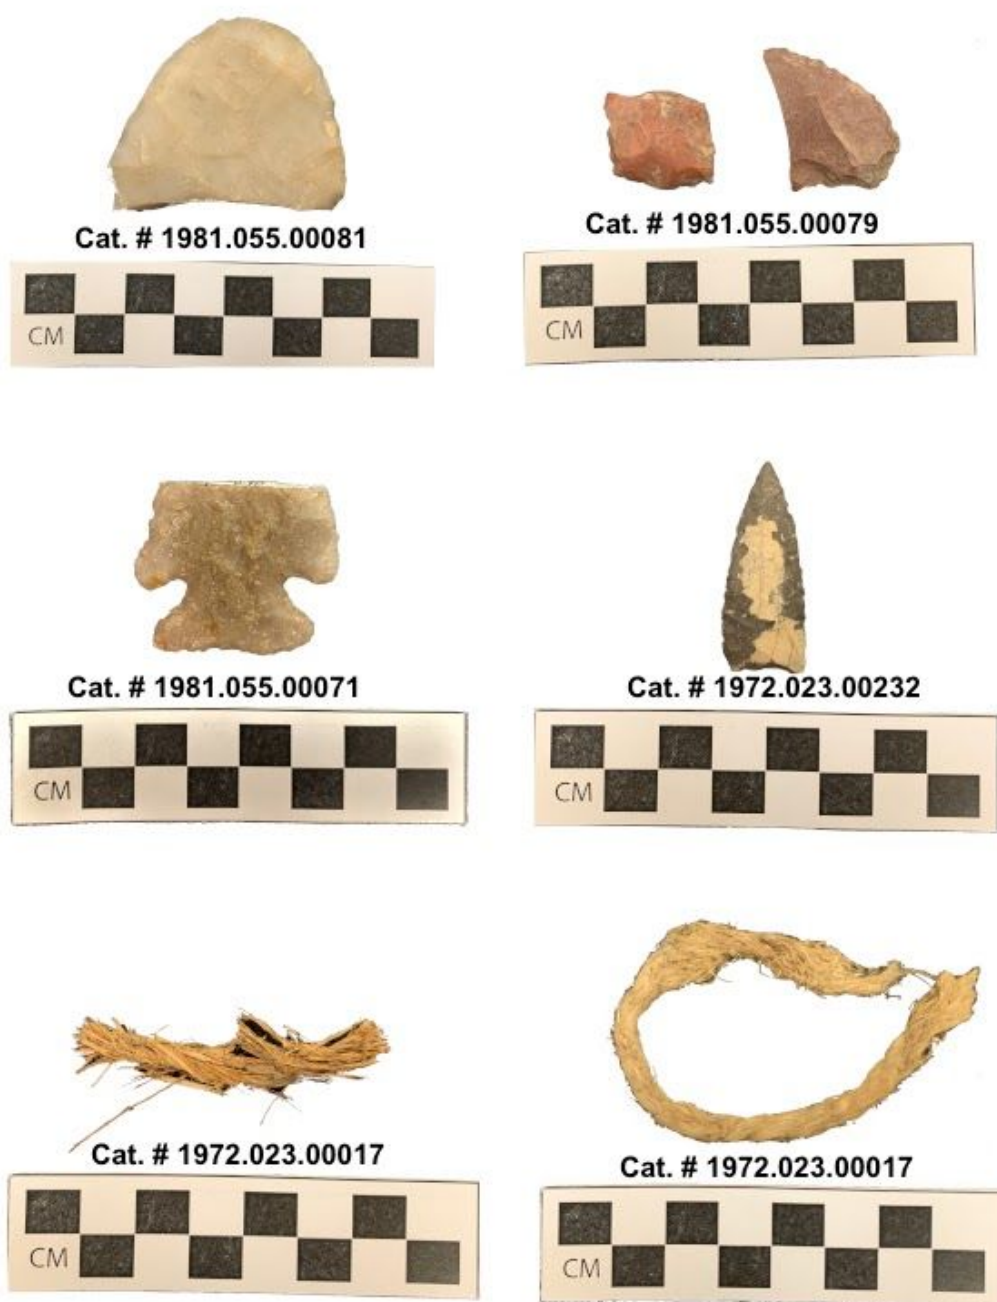 Cat. # 1981.055.00081
Cat. # 1981.055.00079
CM
CM
Cat. # 1981.055.00071
Cat. # 1972.023.00232
CM
CM
Cat. # 1972.023.00017
Cat. # 1972.023.00017
CM
CM